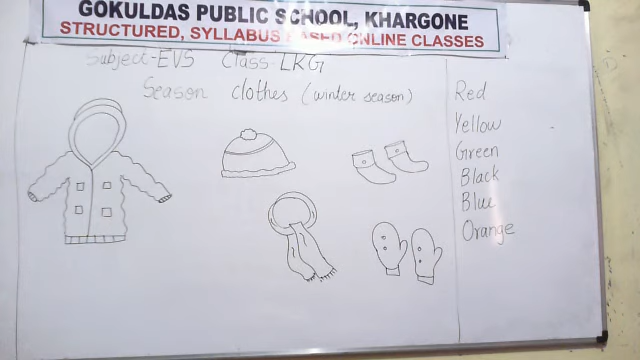 GOKULDAS PUBLIC SCHOOL, KHARGONE
STRUCTURED, SYLLABUS BASED ONLINE CLASSES
Subject-EVS Class-LKG
Season clothes (winter season)
Red
Yellow
Green
Black
Blue
Orange